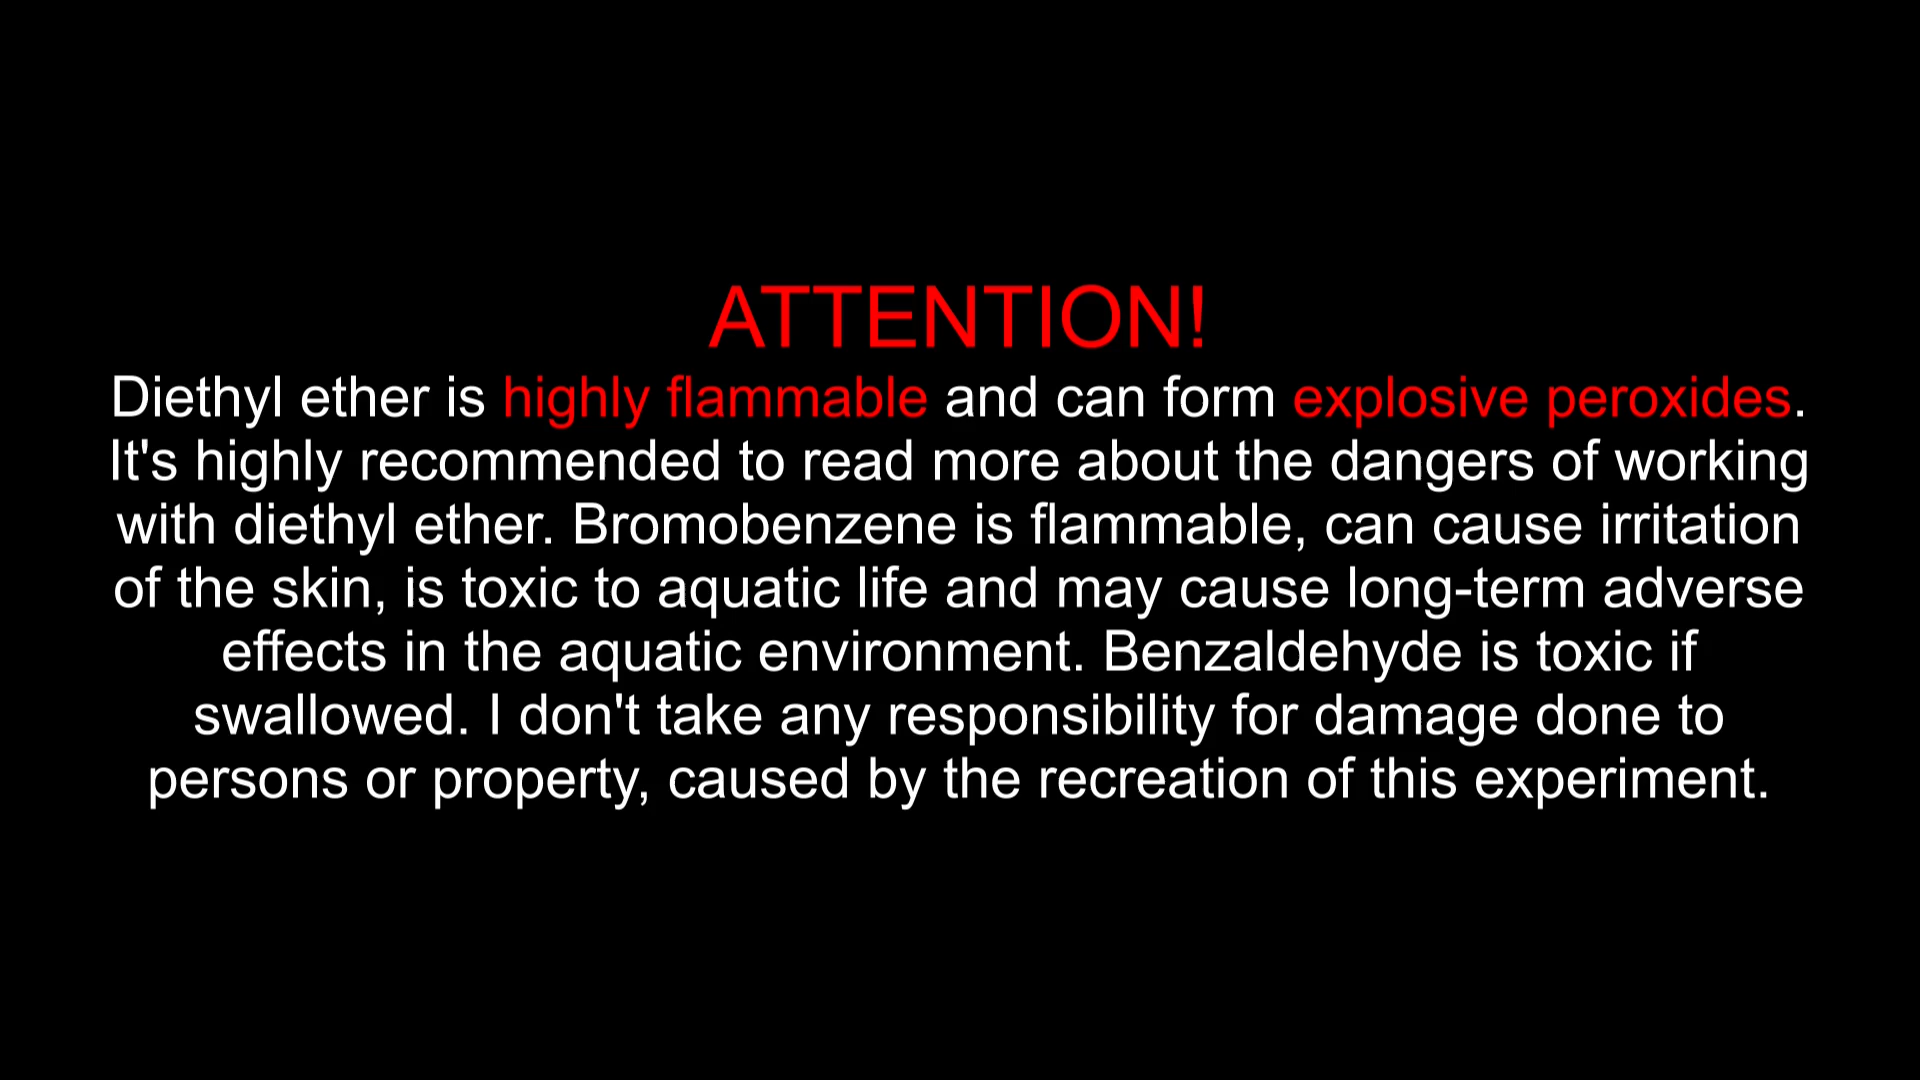 ATTENTION!
Diethyl ether is highly flammable and can form explosive peroxides.
It's highly recommended to read more about the dangers of working
with diethyl ether. Bromobenzene is flammable, can cause irritation
of the skin, is toxic to aquatic life and may cause long-term adverse
effects in the aquatic environment. Benzaldehyde is toxic if
swallowed. I don't take any responsibility for damage done to
persons or property, caused by the recreation of this experiment.